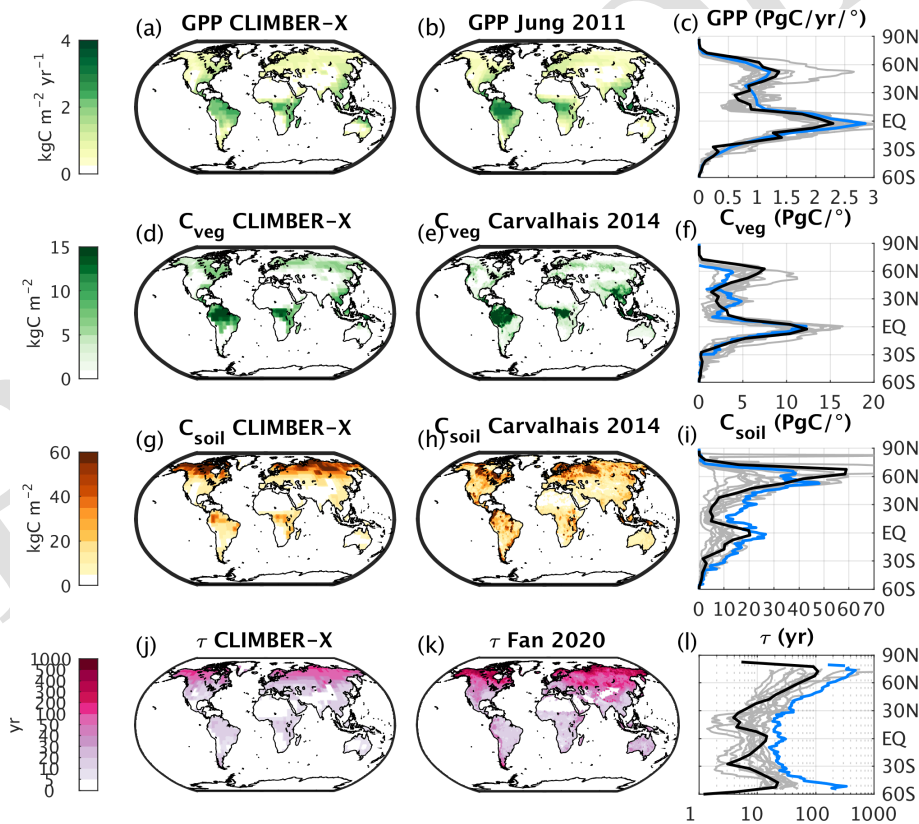 (a) GPP CLIMBER-X
(b) GPP Jung 2011
(c) GPP (PgC/yr/°)
kgC m⁻² yr⁻¹
4
2
0
90N
60N
30N
EQ
30S
60S
0 0.5 1 1.5 2 2.5 3
(d) C_veg CLIMBER-X
(e) C_veg Carvalhais 2014
(f) C_veg (PgC/°)
kgC m⁻²
15
10
5
0
90N
60N
30N
EQ
30S
60S
0 5 10 15 20
(g) C_soil CLIMBER-X
(h) C_soil Carvalhais 2014
(i) C_soil (PgC/°)
kgC m⁻²
60
40
20
0
90N
60N
30N
EQ
30S
60S
0 10 20 30 40 50 60 70
(j) τ CLIMBER-X
(k) τ Fan 2020
(l) τ (yr)
yr
1000
500
300
200
100
70
50
40
30
20
10
5
0
90N
60N
30N
EQ
30S
60S
1 10 100 1000